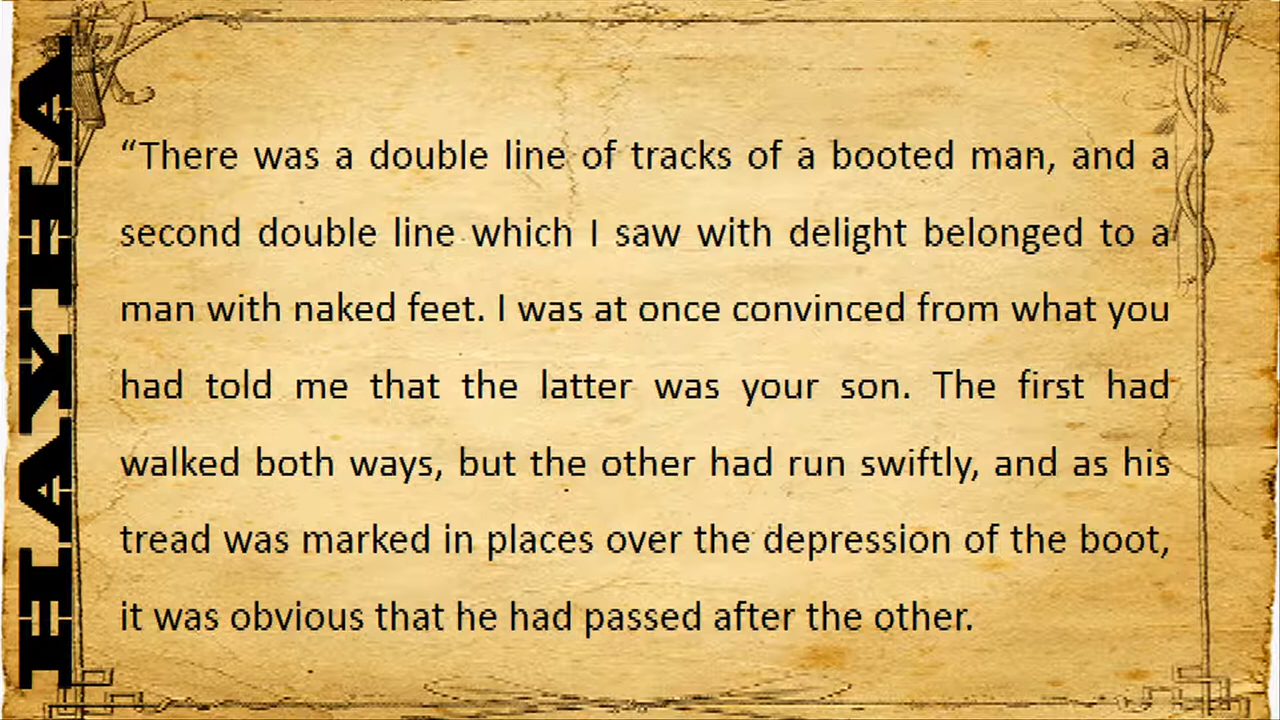 “There was a double line of tracks of a booted man, and a
second double line which I saw with delight belonged to a
man with naked feet. I was at once convinced from what you
had told me that the latter was your son. The first had
walked both ways, but the other had run swiftly, and as his
tread was marked in places over the depression of the boot,
it was obvious that he had passed after the other.